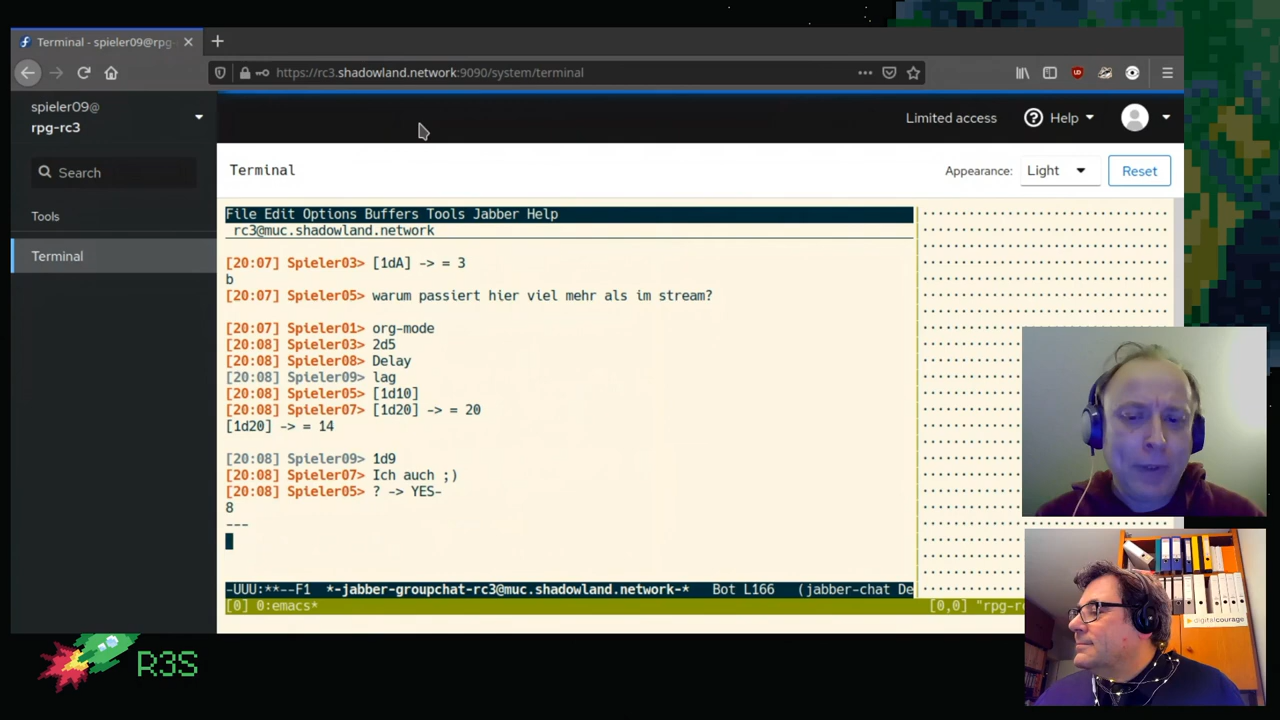 Terminal - spieler09@rpg-
https://rc3.shadowland.network:9090/system/terminal
spieler09@
rpg-rc3
Limited access
Help
Search
Terminal
Appearance:
Light
Reset
Tools
Terminal
File Edit Options Buffers Tools Jabber Help
rc3@muc.shadowland.network
[20:07] Spieler03> [1dA] -> = 3
b
[20:07] Spieler05> warum passiert hier viel mehr als im stream?
[20:07] Spieler01> org-mode
[20:08] Spieler03> 2d5
[20:08] Spieler08> Delay
[20:08] Spieler09> lag
[20:08] Spieler05> [1d10]
[20:08] Spieler07> [1d20] -> = 20
[1d20] -> = 14
[20:08] Spieler09> 1d9
[20:08] Spieler07> Ich auch ;)
[20:08] Spieler05> ? -> YES-
8
---
-UUU:**--F1 *-jabber-groupchat-rc3@muc.shadowland.network-* Bot L166 (jabber-chat De
[0] 0:emacs*
[0,0] "rpg-r
digitalcourage
R3S